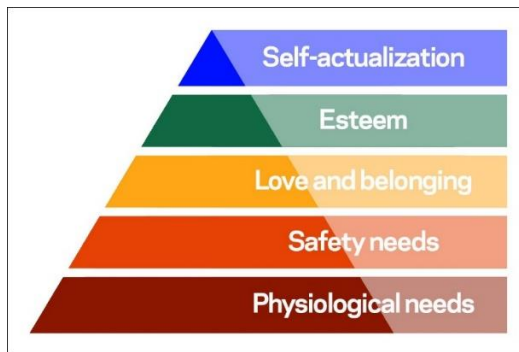 Self-actualization
Esteem
Love and belonging
Safety needs
Physiological needs